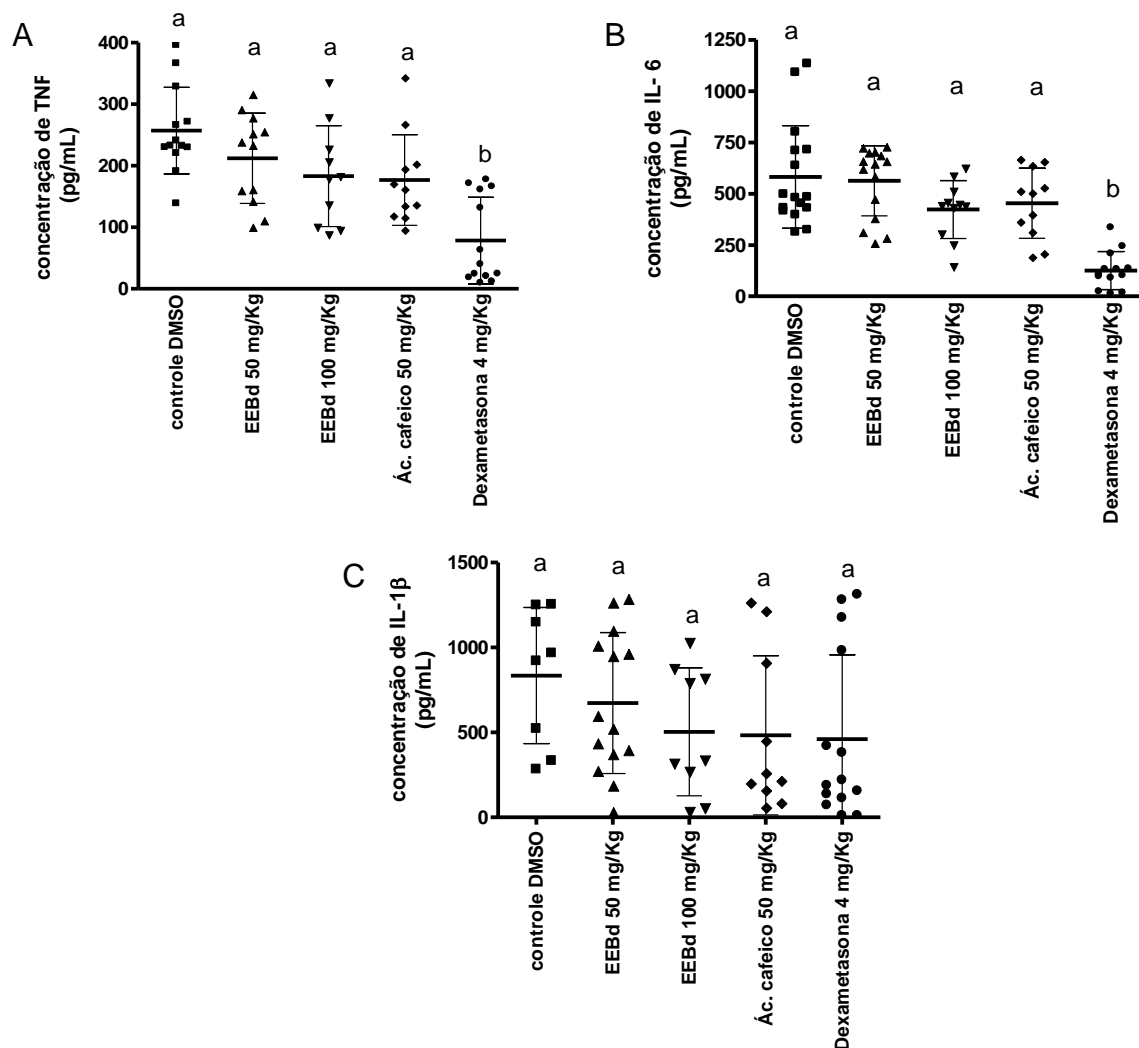 A
concentração de TNF
(pg/mL)
400
300
200
100
0
a
a
a
a
b
controle DMSO
EEBd 50 mg/Kg
EEBd 100 mg/Kg
Ác. cafeico 50 mg/Kg
Dexametasona 4 mg/Kg
B
concentração de IL- 6
(pg/mL)
1250
1000
750
500
250
0
a
a
a
a
b
controle DMSO
EEBd 50 mg/Kg
EEBd 100 mg/Kg
Ác. cafeico 50 mg/Kg
Dexametasona 4 mg/Kg
C
concentração de IL-1β
(pg/mL)
1500
1000
500
0
a
a
a
a
a
controle DMSO
EEBd 50 mg/Kg
EEBd 100 mg/Kg
Ác. cafeico 50 mg/Kg
Dexametasona 4 mg/Kg